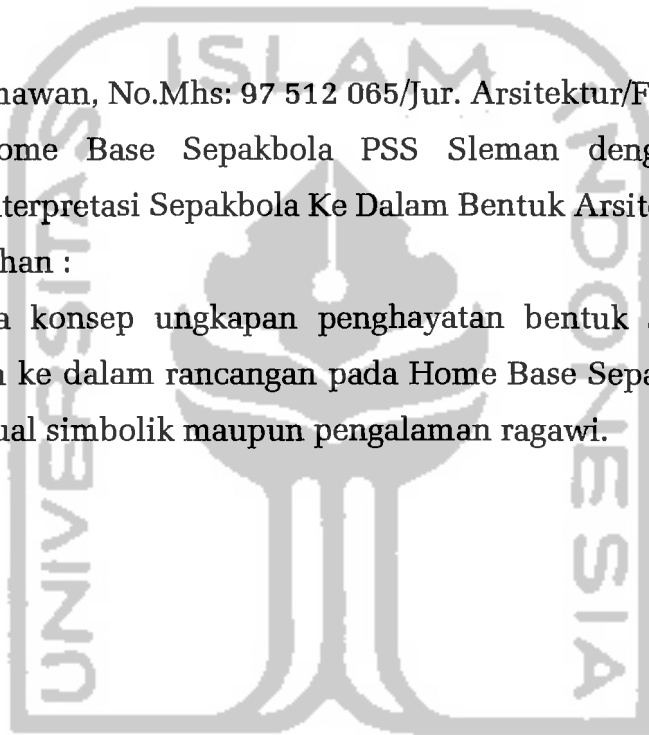 ISLAM
UNIVERSITAS
INDONESIA
nawan, No.Mhs: 97 512 065/Jur. Arsitektur/F
ome Base Sepakbola PSS Sleman deng
nterpretasi Sepakbola Ke Dalam Bentuk Arsite
han :
a konsep ungkapan penghayatan bentuk
ke dalam rancangan pada Home Base Sepa
ual simbolik maupun pengalaman ragawi.